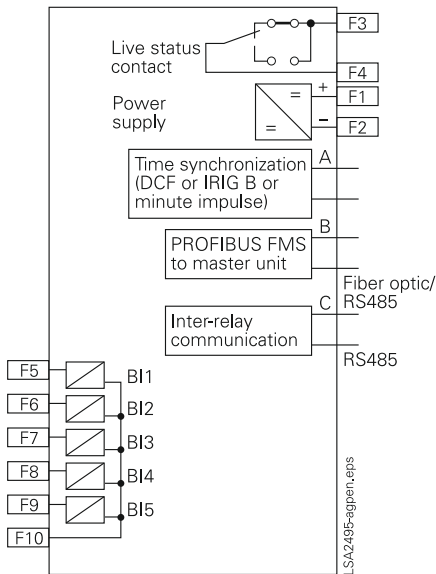 F3
Live status
contact
F4
Power
supply
=
=
+
F1
−
F2
Time synchronization
(DCF or IRIG B or
minute impulse)
A
PROFIBUS FMS
to master unit
B
Fiber optic/
RS485
Inter-relay
communication
C
RS485
F5
BI1
F6
BI2
F7
BI3
F8
BI4
F9
BI5
F10
LSA2495-agpen.eps